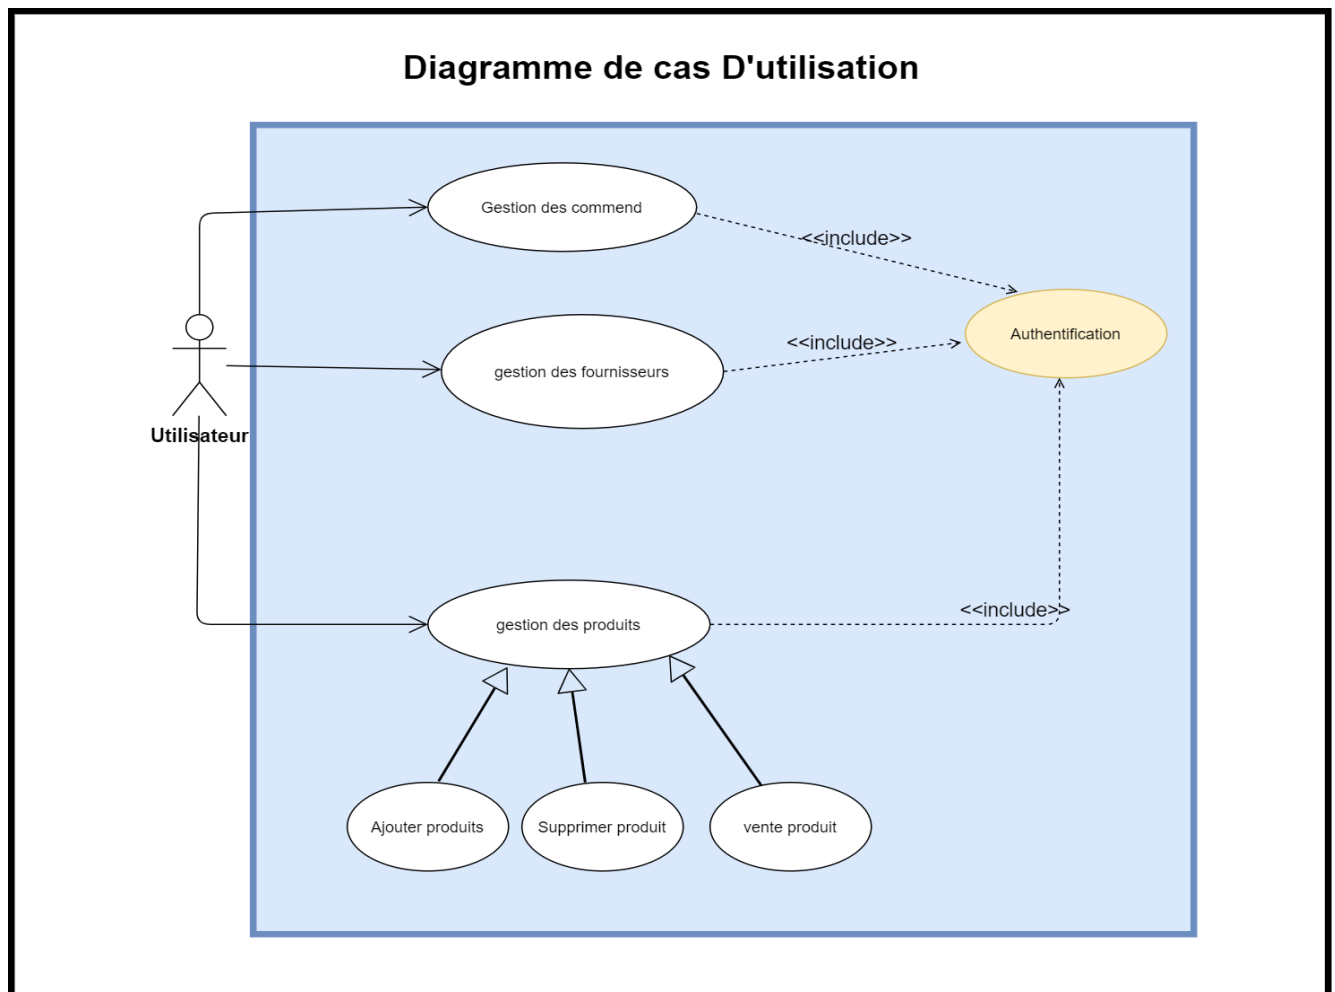 Diagramme de cas D'utilisation
Gestion des commend
<<include>>
Authentification
<<include>>
gestion des fournisseurs
Utilisateur
<<include>>
gestion des produits
Ajouter produits
Supprimer produit
vente produit